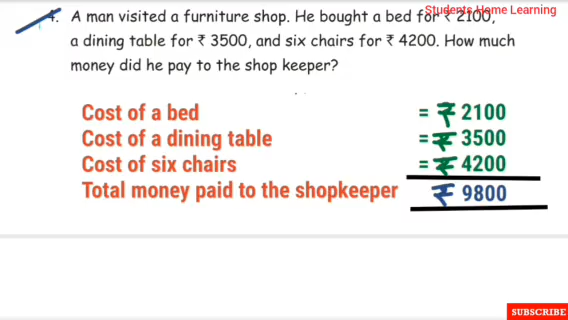 Students Home Learning
4. A man visited a furniture shop. He bought a bed for ₹ 2100,
a dining table for ₹ 3500, and six chairs for ₹ 4200. How much
money did he pay to the shop keeper?
Cost of a bed = ₹ 2100
Cost of a dining table = ₹ 3500
Cost of six chairs = ₹ 4200
Total money paid to the shopkeeper ₹ 9800
SUBSCRIBE